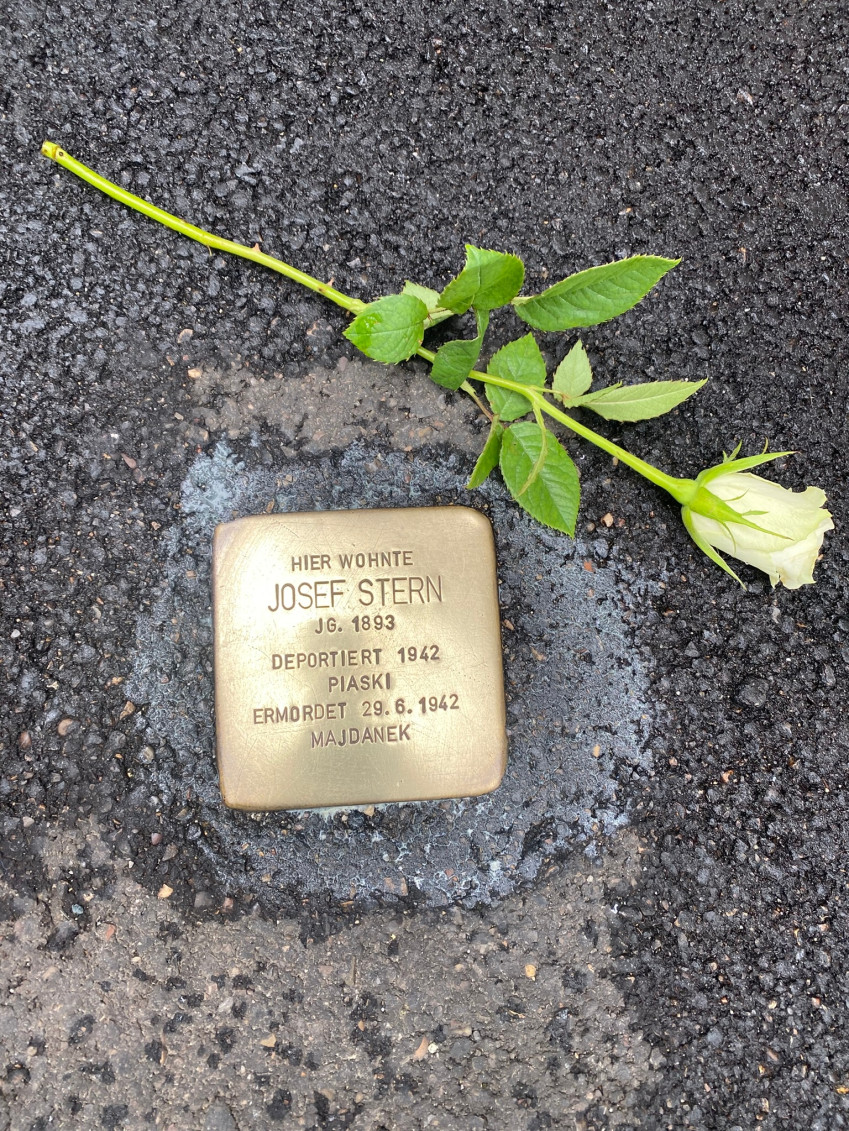 HIER WOHNTE
JOSEF STERN
JG. 1893
DEPORTIERT 1942
PIASKI
ERMORDET 29.6.1942
MAJDANEK